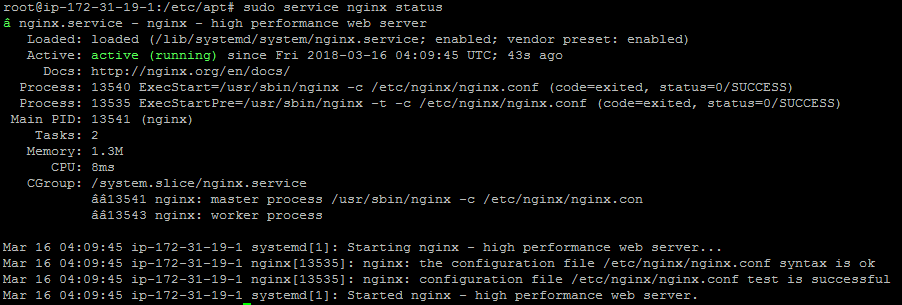 root@ip-172-31-19-1:/etc/apt# sudo service nginx status
â nginx.service - nginx - high performance web server
   Loaded: loaded (/lib/systemd/system/nginx.service; enabled; vendor preset: enabled)
   Active: active (running) since Fri 2018-03-16 04:09:45 UTC; 43s ago
     Docs: http://nginx.org/en/docs/
  Process: 13540 ExecStart=/usr/sbin/nginx -c /etc/nginx/nginx.conf (code=exited, status=0/SUCCESS)
  Process: 13535 ExecStartPre=/usr/sbin/nginx -t -c /etc/nginx/nginx.conf (code=exited, status=0/SUCCESS)
 Main PID: 13541 (nginx)
    Tasks: 2
   Memory: 1.3M
      CPU: 8ms
   CGroup: /system.slice/nginx.service
           ââ13541 nginx: master process /usr/sbin/nginx -c /etc/nginx/nginx.con
           ââ13543 nginx: worker process
Mar 16 04:09:45 ip-172-31-19-1 systemd[1]: Starting nginx - high performance web server...
Mar 16 04:09:45 ip-172-31-19-1 nginx[13535]: nginx: the configuration file /etc/nginx/nginx.conf syntax is ok
Mar 16 04:09:45 ip-172-31-19-1 nginx[13535]: nginx: configuration file /etc/nginx/nginx.conf test is successful
Mar 16 04:09:45 ip-172-31-19-1 systemd[1]: Started nginx - high performance web server.